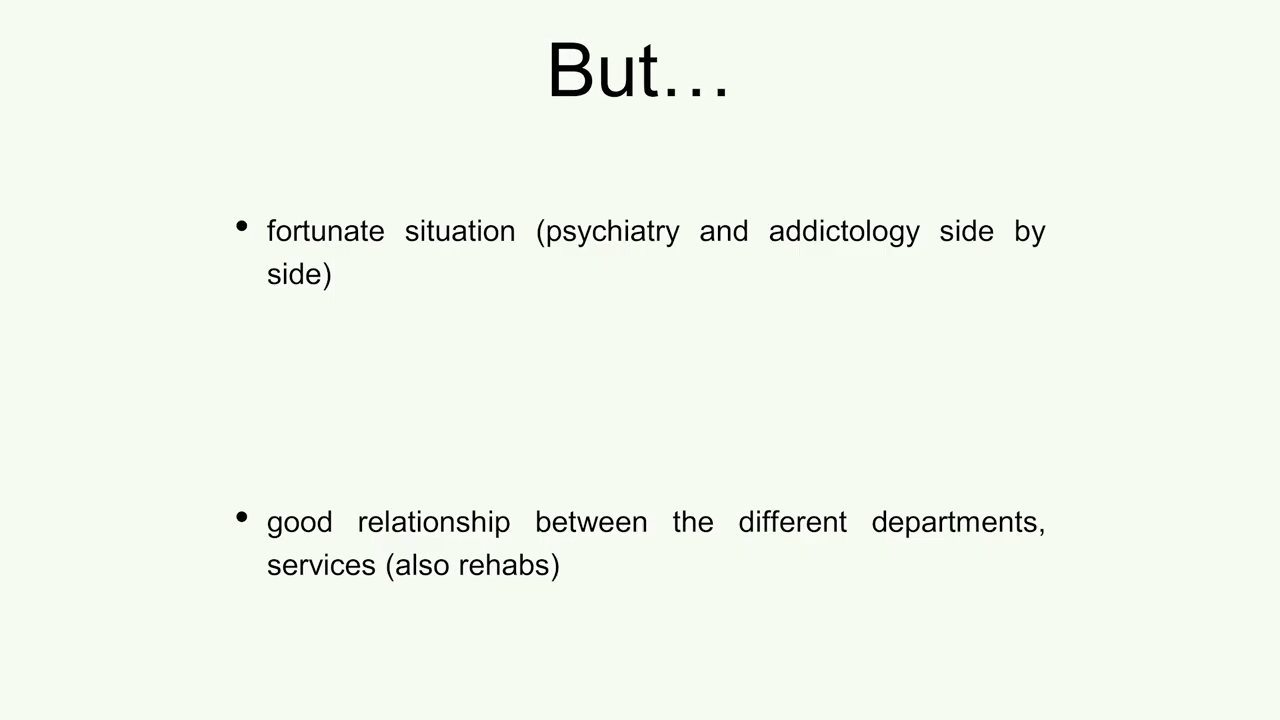 But…
• fortunate situation (psychiatry and addictology side by
side)
• good relationship between the different departments,
services (also rehabs)